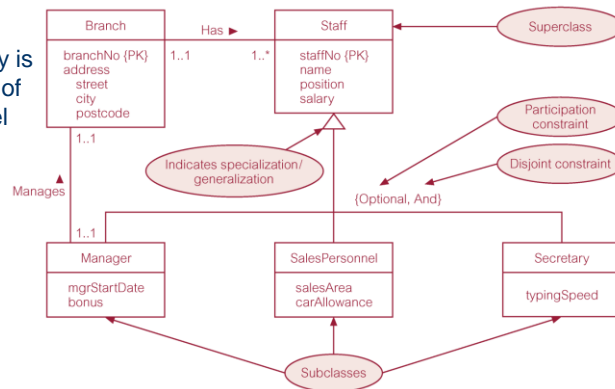 y is
of
el
Branch
branchNo {PK}
address
street
city
postcode
Has ►
1..1
1..*
Staff
staffNo {PK}
name
position
salary
Superclass
Participation
constraint
Disjoint constraint
Indicates specialization/
generalization
{Optional, And}
1..1
▲
Manages
1..1
Manager
mgrStartDate
bonus
SalesPersonnel
salesArea
carAllowance
Secretary
typingSpeed
Subclasses